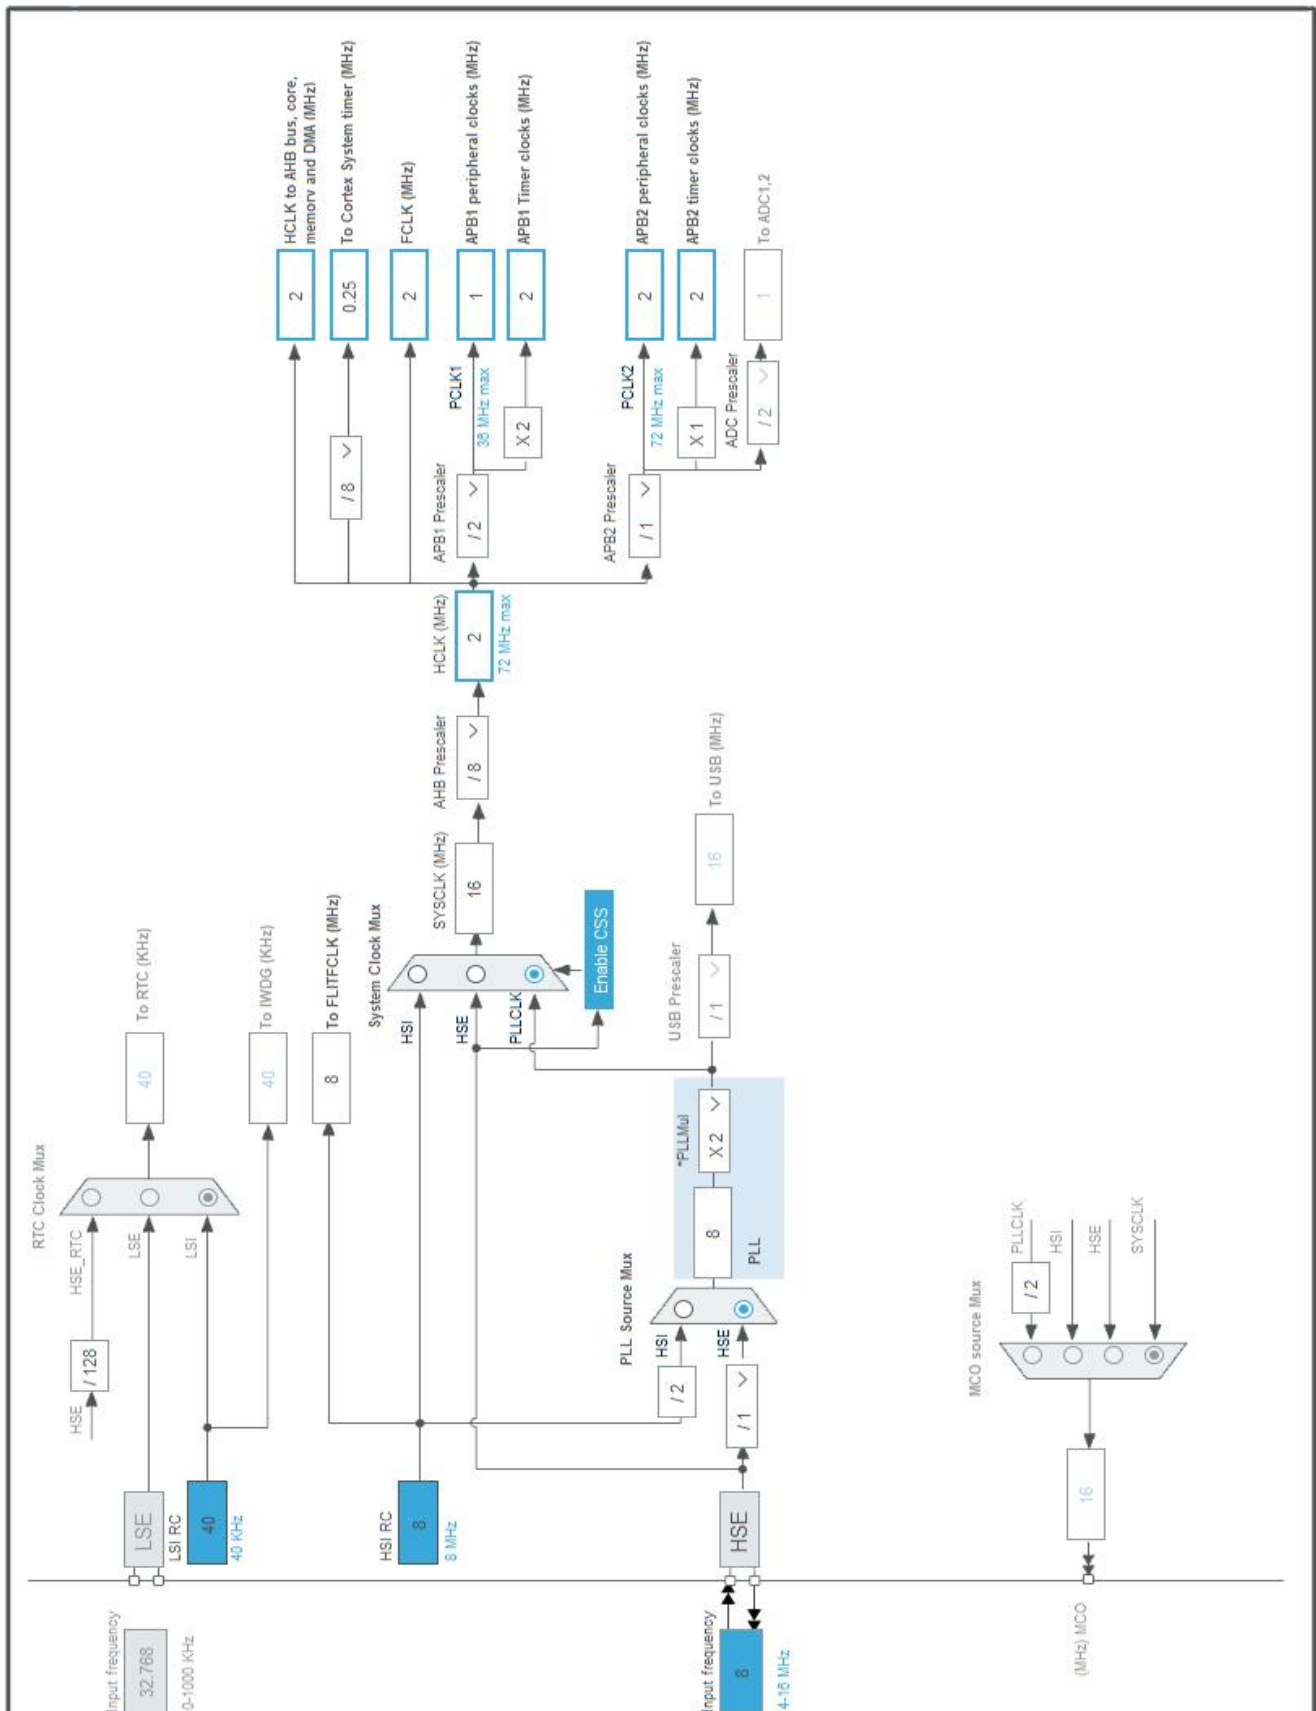 Input frequency
32.768
0-1000 KHz
LSE
LSI RC
40
40 KHz
HSE
/ 128
HSE_RTC
LSE
LSI
RTC Clock Mux
40
To RTC (KHz)
40
To IWDG (KHz)
8
To FLITFCLK (MHz)
HSI RC
8
8 MHz
HSI
HSE
PLLCLK
System Clock Mux
Enable CSS
SYSCLK (MHz)
16
AHB Prescaler
/ 8
HCLK (MHz)
2
72 MHz max
2
HCLK to AHB bus, core,
memory and DMA (MHz)
/ 8
0.25
To Cortex System timer (MHz)
2
FCLK (MHz)
APB1 Prescaler
/ 2
PCLK1
36 MHz max
1
APB1 peripheral clocks (MHz)
X 2
2
APB1 Timer clocks (MHz)
APB2 Prescaler
/ 1
PCLK2
72 MHz max
2
APB2 peripheral clocks (MHz)
X 1
2
APB2 timer clocks (MHz)
ADC Prescaler
/ 2
1
To ADC1,2
Input frequency
8
4-16 MHz
HSE
/ 2
HSI
/ 1
HSE
PLL Source Mux
8
PLL
*PLLMul
X 2
USB Prescaler
/ 1
16
To USB (MHz)
MCO source Mux
/ 2
PLLCLK
HSI
HSE
SYSCLK
16
(MHz) MCO